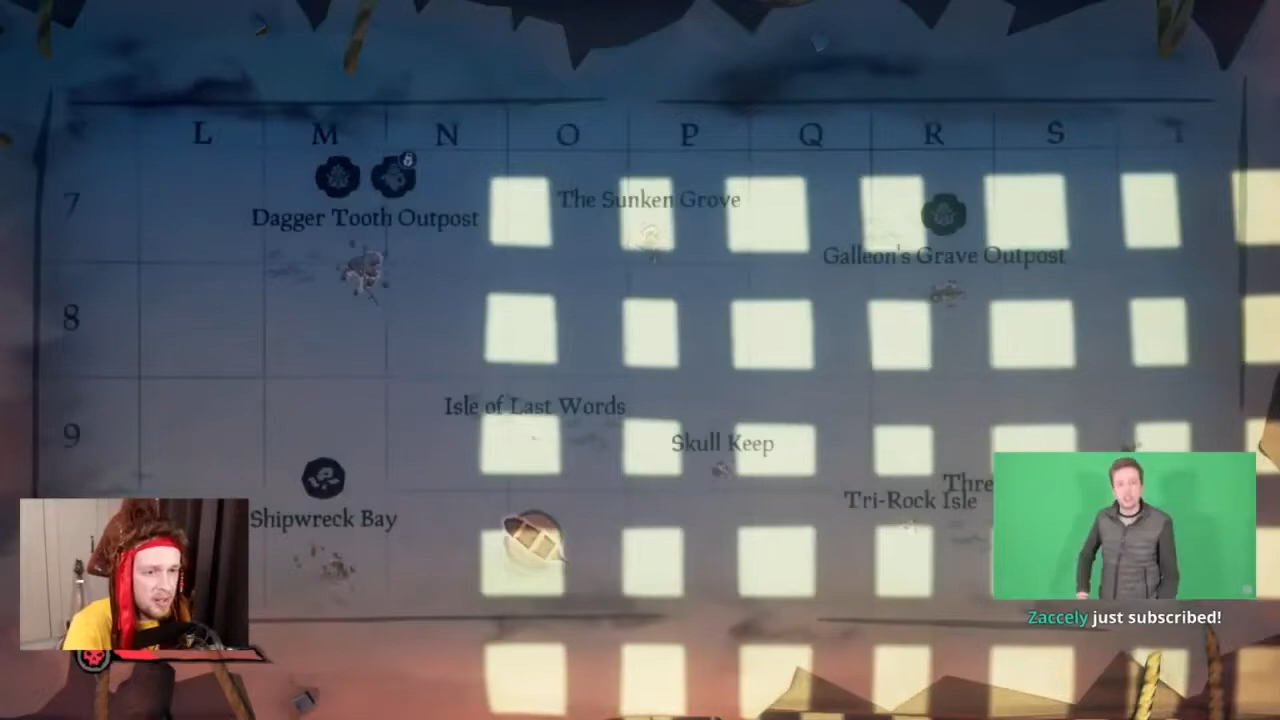 L M N O P Q R S
7
The Sunken Grove
Dagger Tooth Outpost
Galleon's Grave Outpost
8
Isle of Last Words
9
Skull Keep
Thre
Tri-Rock Isle
Shipwreck Bay
Zaccely just subscribed!